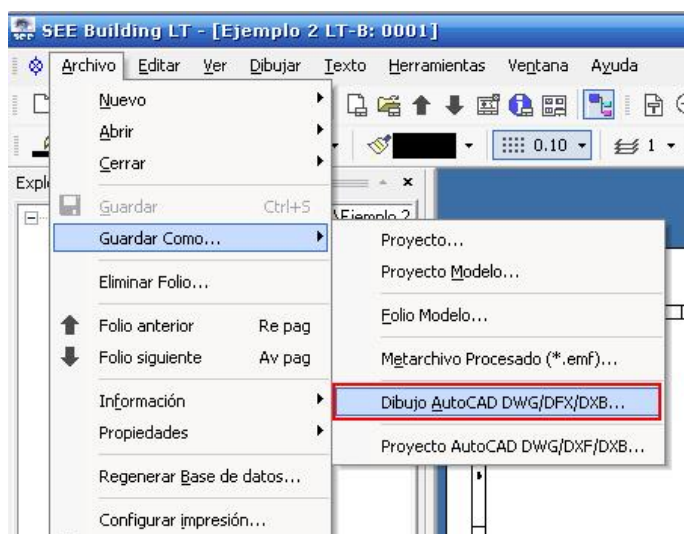 SEE Building LT - [Ejemplo 2 LT-B: 0001]
Archivo Editar Ver Dibujar Texto Herramientas Ventana Ayuda
0.10 1
Nuevo
Abrir
Cerrar
Guardar Ctrl+S
Guardar Como...
Eliminar Folio...
Folio anterior Re pag
Folio siguiente Av pag
Información
Propiedades
Regenerar Base de datos...
Configurar impresión...
Proyecto...
Proyecto Modelo...
Folio Modelo...
Metarchivo Procesado (*.emf)...
Dibujo AutoCAD DWG/DFX/DXB...
Proyecto AutoCAD DWG/DXF/DXB...